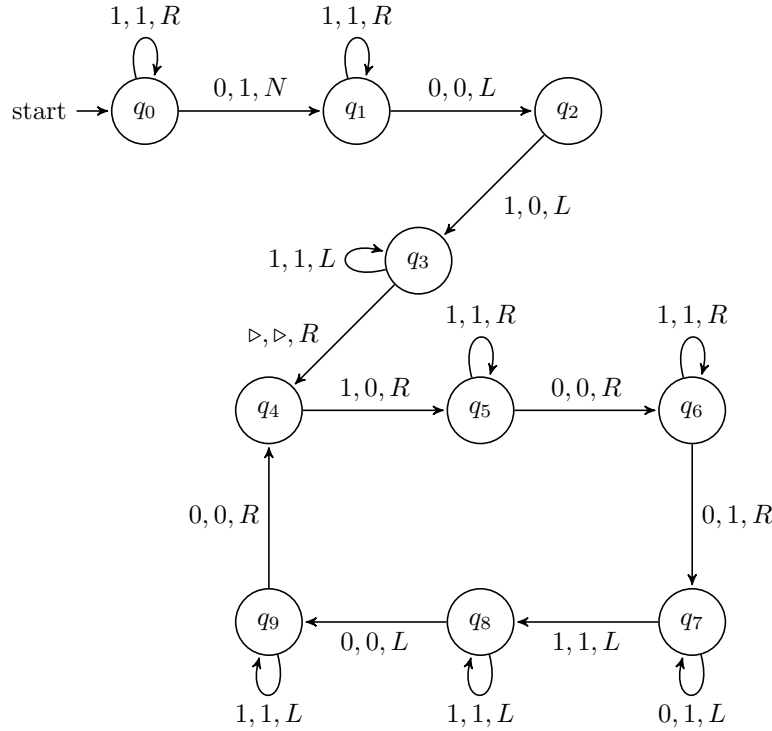 1, 1, R 1, 1, R
start q₀ 0, 1, N q₁ 0, 0, L q₂
1, 0, L
1, 1, L q₃
▷, ▷, R 1, 1, R 1, 1, R
q₄ 1, 0, R q₅ 0, 0, R q₆
0, 0, R 0, 1, R
q₉ 0, 0, L q₈ 1, 1, L q₇
1, 1, L 1, 1, L 0, 1, L